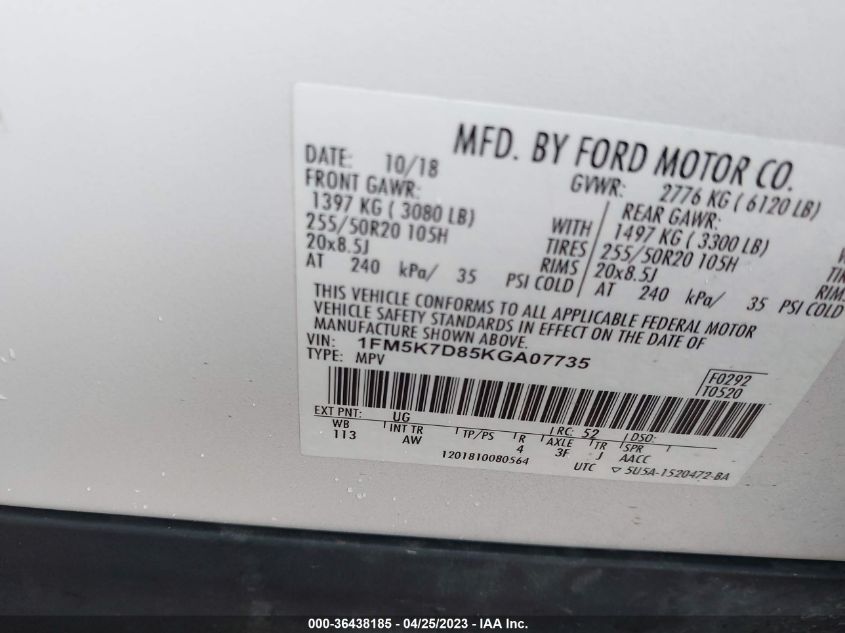 MFD. BY FORD MOTOR CO.
DATE: 10/18 GVWR: 2776 KG ( 6120 LB)
FRONT GAWR: REAR GAWR:
1397 KG ( 3080 LB) WITH 1497 KG ( 3300 LB)
255/50R20 105H TIRES 255/50R20 105H
20x8.5J RIMS 20x8.5J RIMS
AT 240 kPa/ 35 PSI COLD AT 240 kPa/ 35 PSI COLD
THIS VEHICLE CONFORMS TO ALL APPLICABLE FEDERAL MOTOR
VEHICLE SAFETY STANDARDS IN EFFECT ON THE DATE OF
MANUFACTURE SHOWN ABOVE.
VIN: 1FM5K7D85KGA07735
TYPE: MPV
F0292
T0520
EXT PNT: UG RC: 52 DSO:
WB INT TR TP/PS R AXLE TR SPR
113 AW 4 3F J AACC
1201810080564 UTC ▽ 5U5A-1520472-BA
000-36438185 - 04/25/2023 - IAA Inc.